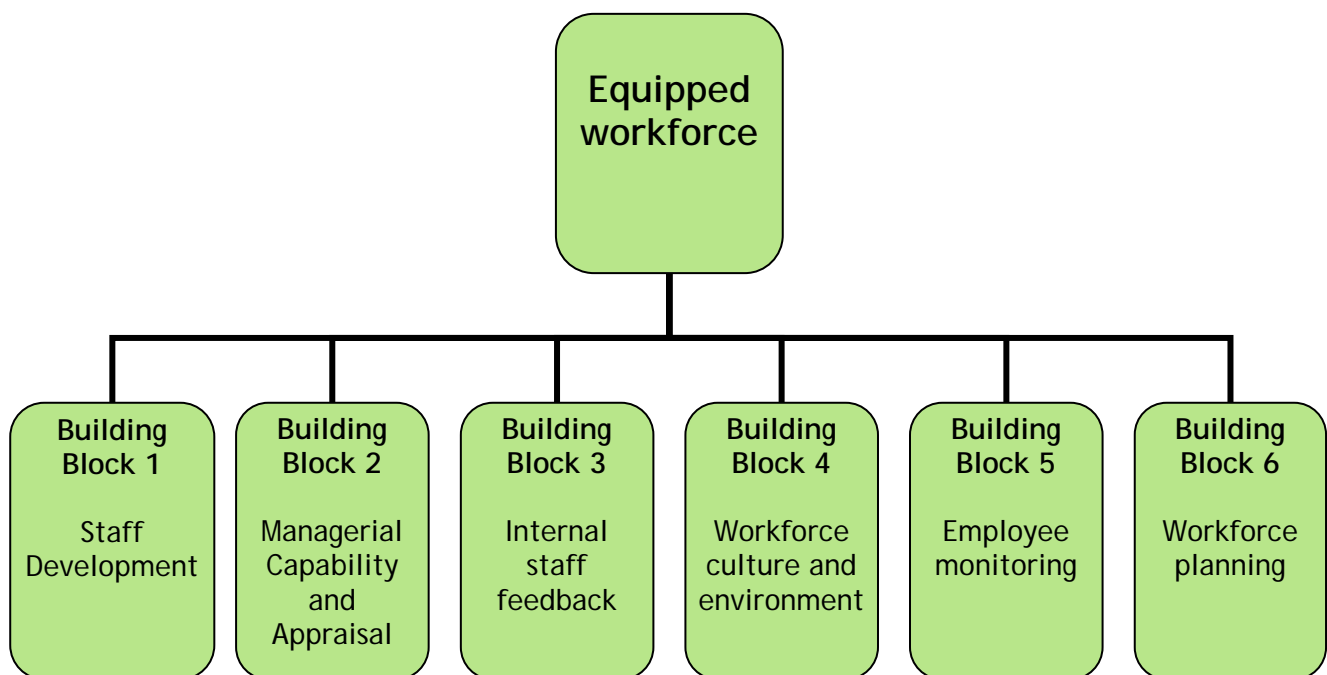 Equipped
workforce
Building
Block 1
Staff
Development
Building
Block 2
Managerial
Capability
and
Appraisal
Building
Block 3
Internal
staff
feedback
Building
Block 4
Workforce
culture and
environment
Building
Block 5
Employee
monitoring
Building
Block 6
Workforce
planning